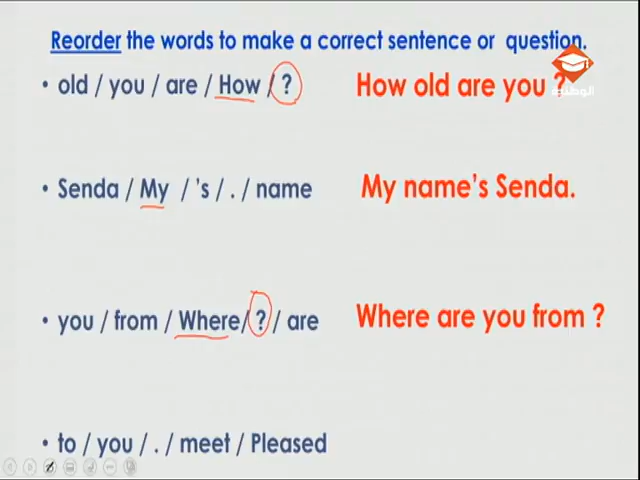 Reorder the words to make a correct sentence or question.
• old / you / are / How / ? How old are you ?
الوطنية
• Senda / My / 's / . / name My name's Senda.
• you / from / Where/ ? / are Where are you from ?
• to / you / . / meet / Pleased